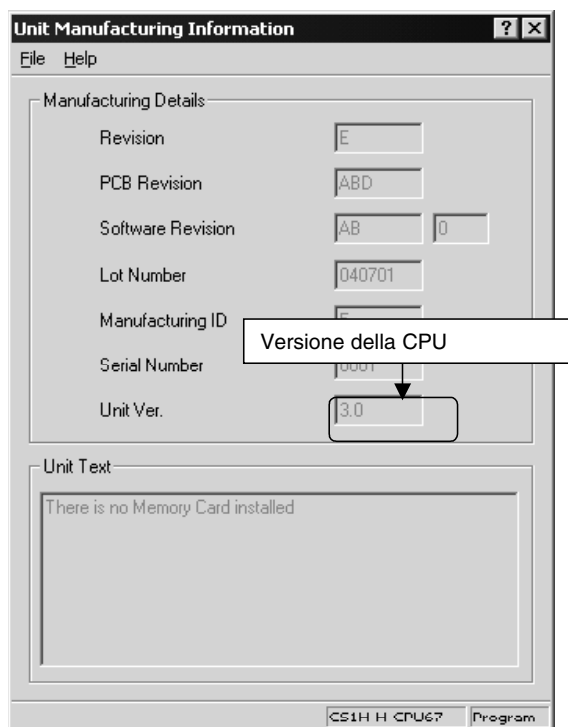 Unit Manufacturing Information
File Help
Manufacturing Details
Revision E
PCB Revision ABD
Software Revision AB 0
Lot Number 040701
Manufacturing ID
Versione della CPU
Serial Number 0001
Unit Ver. 3.0
Unit Text
There is no Memory Card installed
CS1H-H CPU67 Program